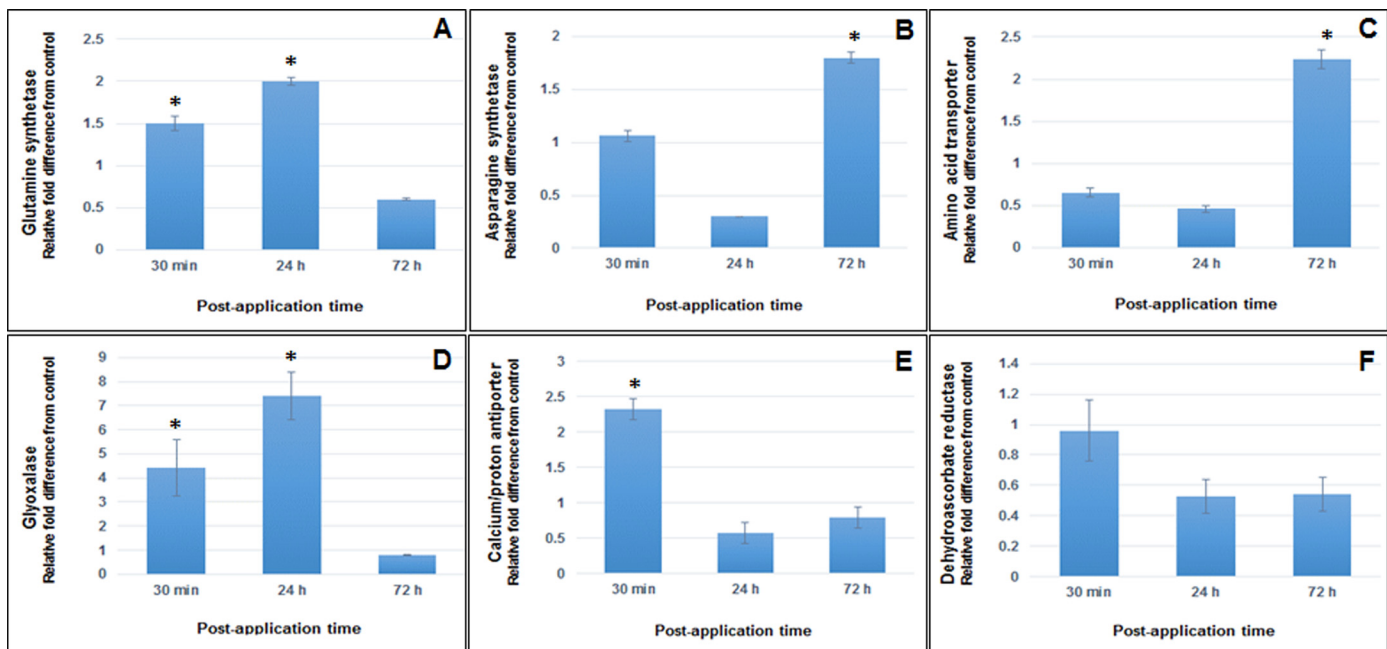 A
Glutamine synthetase
Relative fold difference from control
2.5
2
1.5
1
0.5
0
*
*
30 min 24 h 72 h
Post-application time
B
Asparagine synthetase
Relative fold difference from control
2
1.5
1
0.5
0
*
30 min 24 h 72 h
Post-application time
C
Amino acid transporter
Relative fold difference from control
2.5
2
1.5
1
0.5
0
*
30 min 24 h 72 h
Post-application time
D
Glyoxalase
Relative fold difference from control
9
8
7
6
5
4
3
2
1
0
*
*
30 min 24 h 72 h
Post-application time
E
Calcium/proton antiporter
Relative fold difference from control
3
2.5
2
1.5
1
0.5
0
*
30 min 24 h 72 h
Post-application time
F
Dehydroascorbate reductase
Relative fold difference from control
1.4
1.2
1
0.8
0.6
0.4
0.2
0
30 min 24 h 72 h
Post-application time